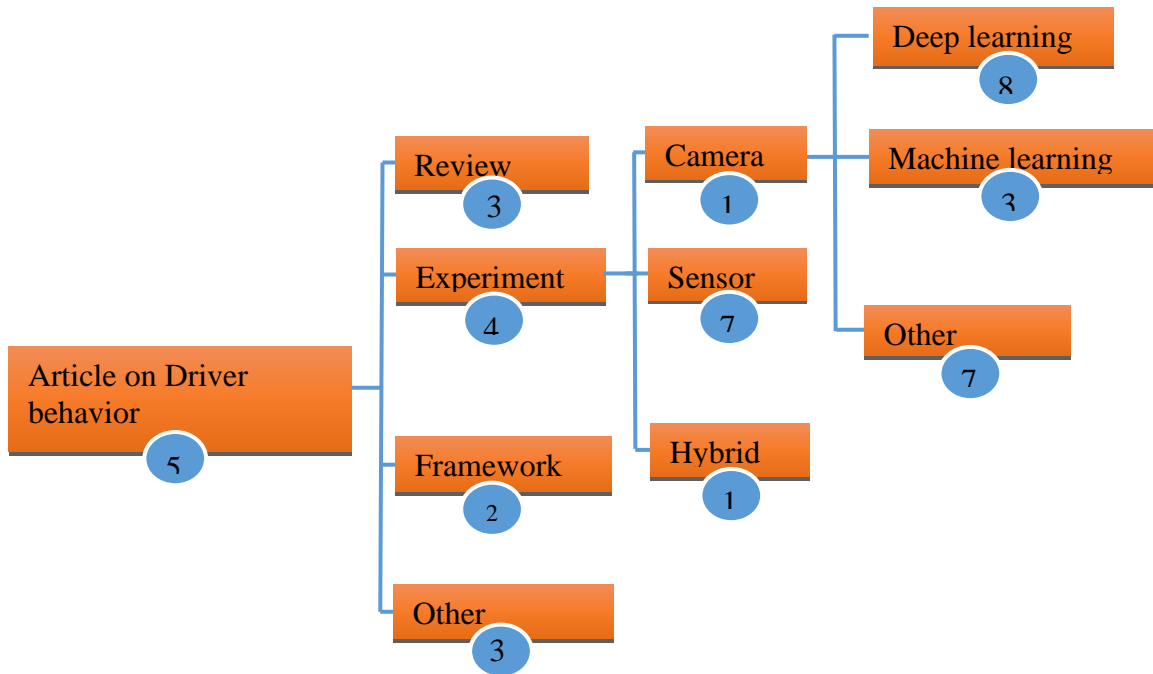 Deep learning
8
Review
3
Camera
1
Machine learning
3
Experiment
4
Sensor
7
Other
7
Article on Driver
behavior
5
Framework
2
Hybrid
1
Other
3